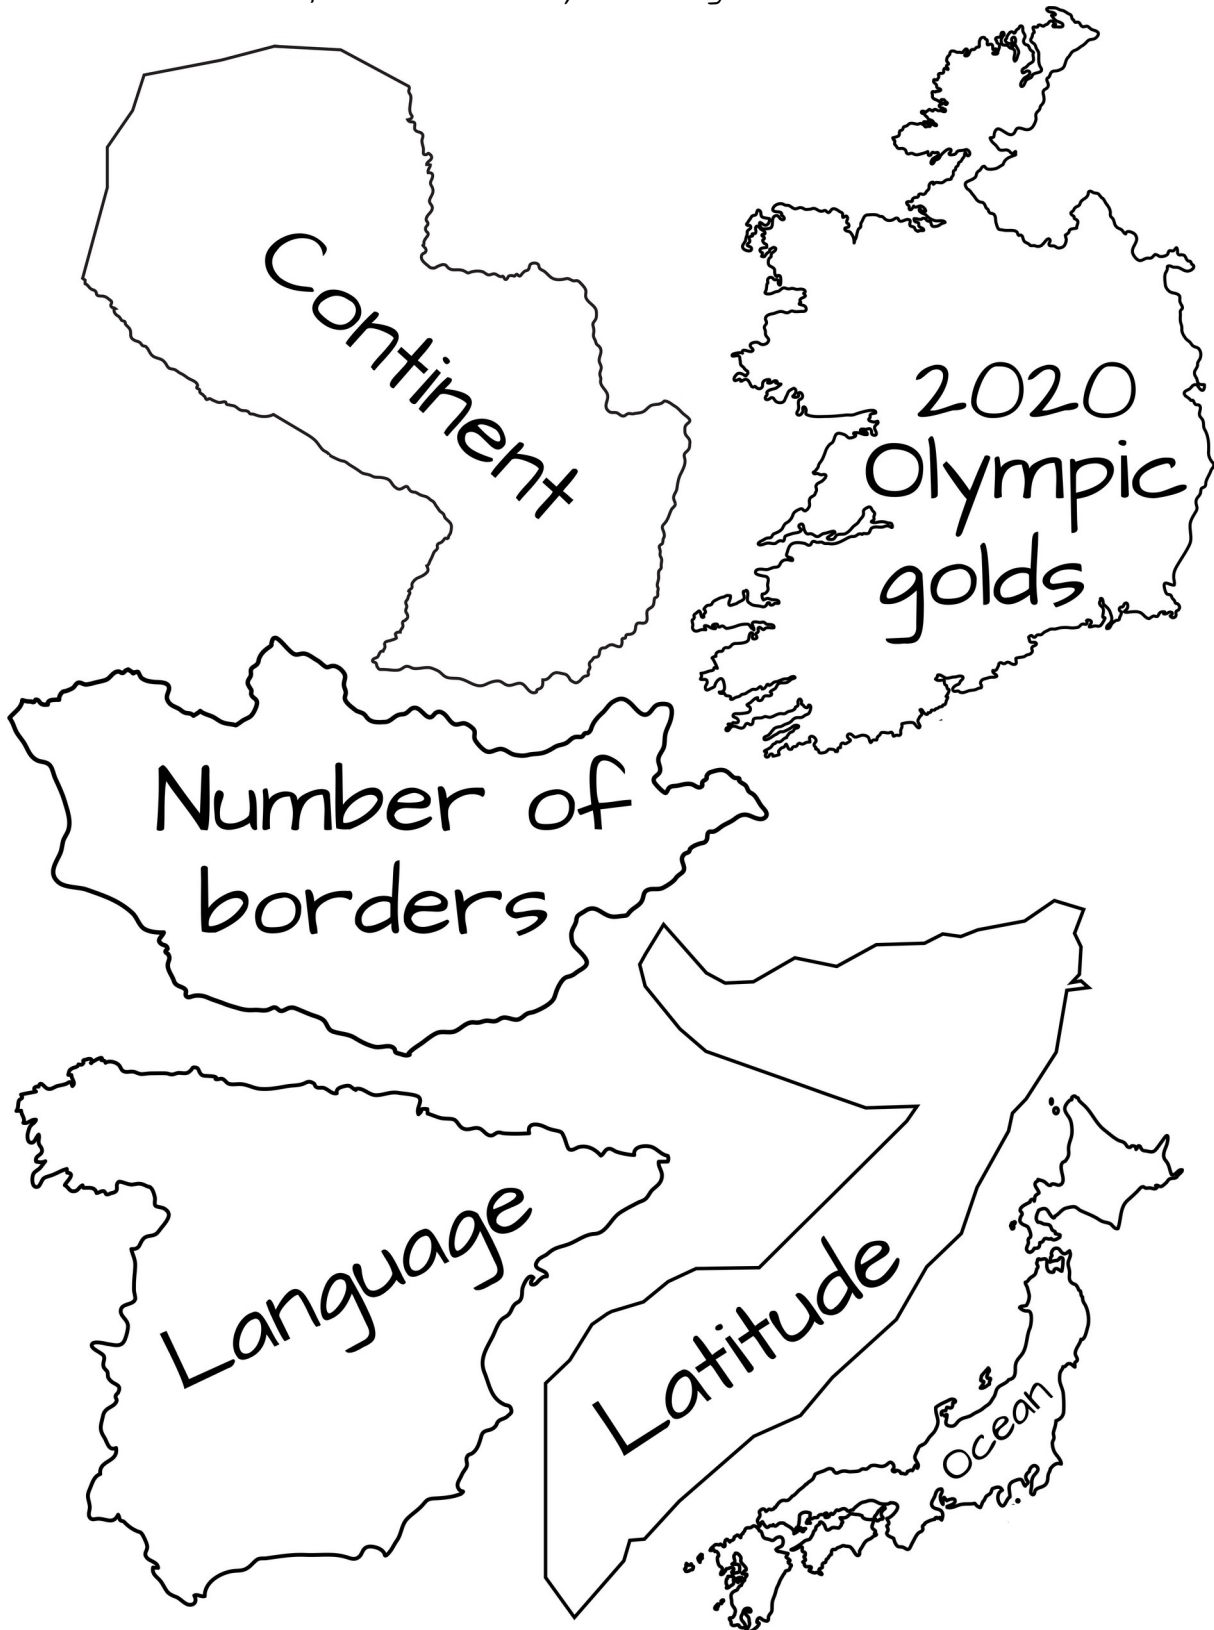 Continent
2020
Olympic
golds
Number of
borders
Language
Latitude
Ocean